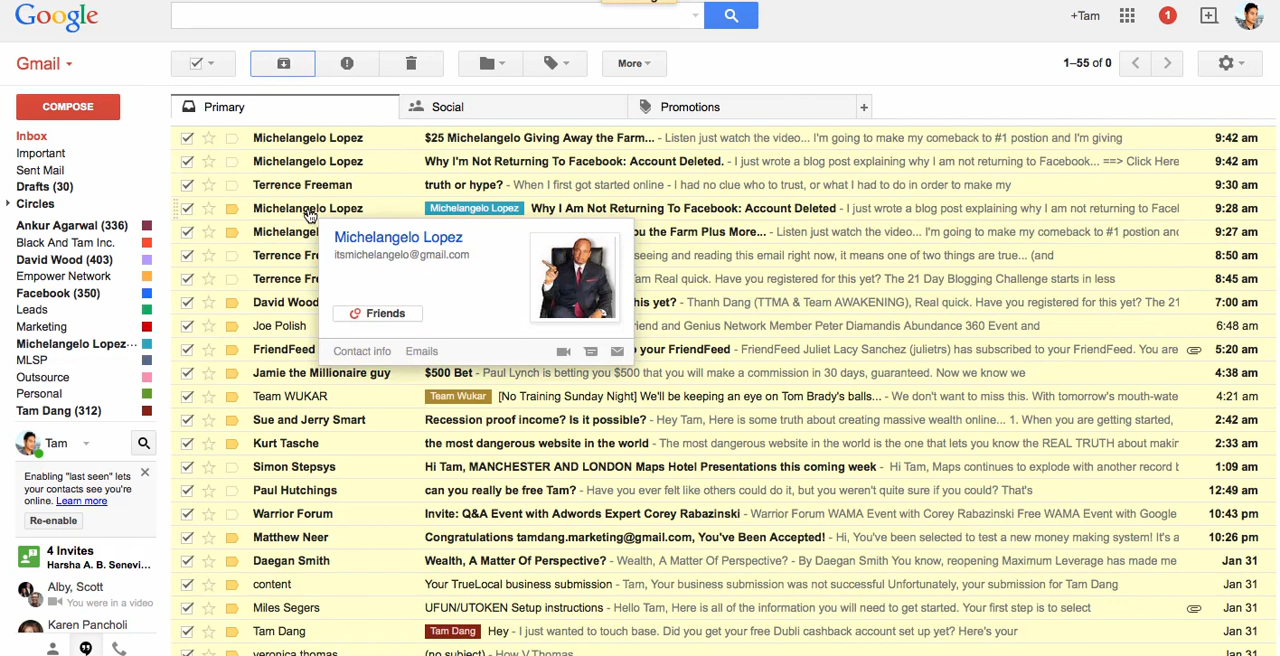 Google
+Tam
1
Gmail
More
1–55 of 0
COMPOSE
Primary
Social
Promotions
+
Inbox
Important
Sent Mail
Drafts (30)
Circles
Ankur Agarwal (336)
Black And Tam Inc.
David Wood (403)
Empower Network
Facebook (350)
Leads
Marketing
Michelangelo Lopez...
MLSP
Outsource
Personal
Tam Dang (312)
Tam
Enabling "last seen" lets
your contacts see you're
online. Learn more
Re-enable
4 Invites
Harsha A. B. Senevi...
Alby, Scott
You were in a video
Karen Pancholi
Michelangelo Lopez $25 Michelangelo Giving Away the Farm... - Listen just watch the video... I'm going to make my comeback to #1 postion and I'm giving 9:42 am
Michelangelo Lopez Why I'm Not Returning To Facebook: Account Deleted. - I just wrote a blog post explaining why I am not returning to Facebook... ==> Click Here 9:42 am
Terrence Freeman truth or hype? - When I first got started online - I had no clue who to trust, or what I had to do in order to make my 9:30 am
Michelangelo Lopez Michelangelo Lopez Why I Am Not Returning To Facebook: Account Deleted - I just wrote a blog post explaining why I am not returning to Facel 9:28 am
Michelangel u the Farm Plus More... - Listen just watch the video... I'm going to make my comeback to #1 postion and 9:27 am
Terrence Fre seeing and reading this email right now, it means one of two things are true... (and 8:50 am
Terrence Fre am Real quick. Have you registered for this yet? The 21 Day Blogging Challenge starts in less 8:45 am
David Wood his yet? - Thanh Dang (TTMA & Team AWAKENING), Real quick. Have you registered for this yet? The 21 7:00 am
Joe Polish iend and Genius Network Member Peter Diamandis Abundance 360 Event and 6:48 am
FriendFeed your FriendFeed - FriendFeed Juliet Lacy Sanchez (julietrs) has subscribed to your FriendFeed. You are 5:20 am
Michelangelo Lopez
itsmichelangelo@gmail.com
Friends
Contact info Emails
Jamie the Millionaire guy $500 Bet - Paul Lynch is betting you $500 that you will make a commission in 30 days, guaranteed. Now we know we 4:38 am
Team WUKAR Team Wukar [No Training Sunday Night] We'll be keeping an eye on Tom Brady's balls... - We don't want to miss this. With tomorrow's mouth-wate 4:21 am
Sue and Jerry Smart Recession proof income? Is it possible? - Hey Tam, Here is some truth about creating massive wealth online... 1. When you are getting started, 2:42 am
Kurt Tasche the most dangerous website in the world - The most dangerous website in the world is the one that lets you know the REAL TRUTH about makir 2:33 am
Simon Stepsys Hi Tam, MANCHESTER AND LONDON Maps Hotel Presentations this coming week - Hi Tam, Maps continues to explode with another record b 1:09 am
Paul Hutchings can you really be free Tam? - Have you ever felt like others could do it, but you weren't quite sure if you could? That's 12:49 am
Warrior Forum Invite: Q&A Event with Adwords Expert Corey Rabazinski - Warrior Forum WAMA Event with Corey Rabazinski Free WAMA Event with Google 10:43 pm
Matthew Neer Congratulations tamdang.marketing@gmail.com, You've Been Accepted! - Hi, You've been selected to test a new money making system! It's a 10:26 pm
Daegan Smith Wealth, A Matter Of Perspective? - Wealth, A Matter Of Perspective? - By Daegan Smith You know, reopening Maximum Leverage has made me Jan 31
content Your TrueLocal business submission - Tam, Your business submission was not successful Unfortunately, your submission for Tam Dang Jan 31
Miles Segers UFUN/UTOKEN Setup instructions - Hello Tam, Here is all of the information you will need to get started. Your first step is to select Jan 31
Tam Dang Tam Dang Hey - I just wanted to touch base. Did you get your free Dubli cashback account set up yet? Here's your Jan 31
veronica thomas (no subject) - How V.Thomas Jan 31